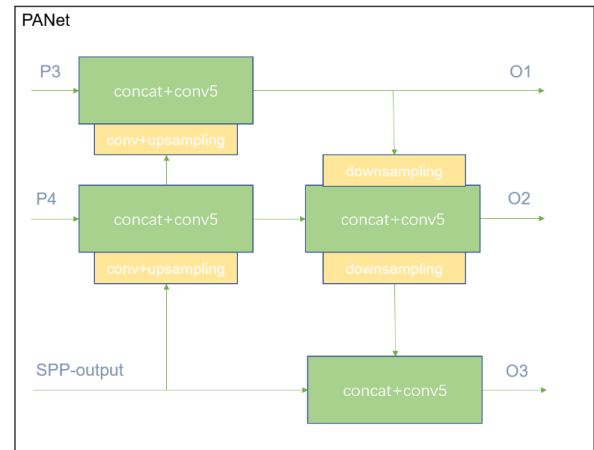 PANet
P3
concat+conv5
O1
conv+upsampling
downsampling
P4
concat+conv5
concat+conv5
O2
conv+upsampling
downsampling
SPP-output
concat+conv5
O3